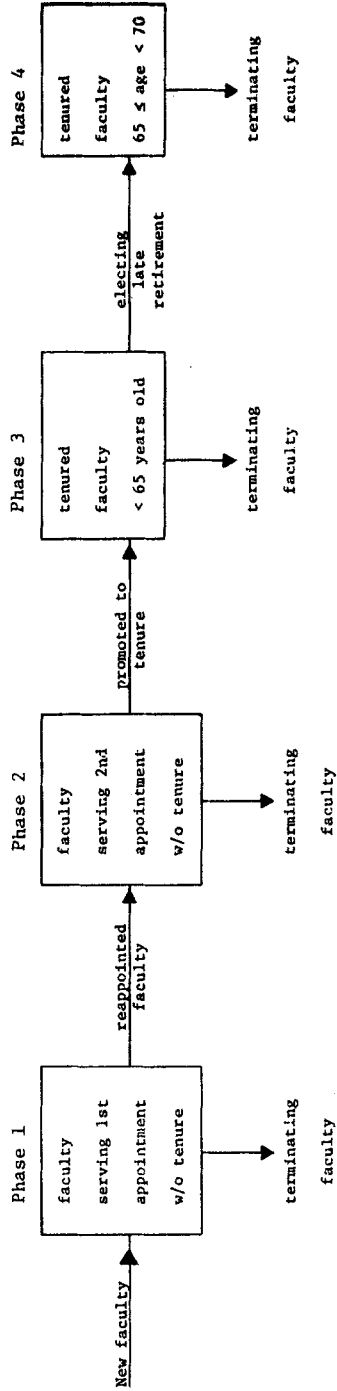 New faculty
Phase 1
faculty
serving 1st
appointment
w/o tenure
terminating
faculty
reappointed
faculty
Phase 2
faculty
serving 2nd
appointment
w/o tenure
terminating
faculty
promoted to
tenure
Phase 3
tenured
faculty
< 65 years old
terminating
faculty
electing
late
retirement
Phase 4
tenured
faculty
65 ≤ age < 70
terminating
faculty